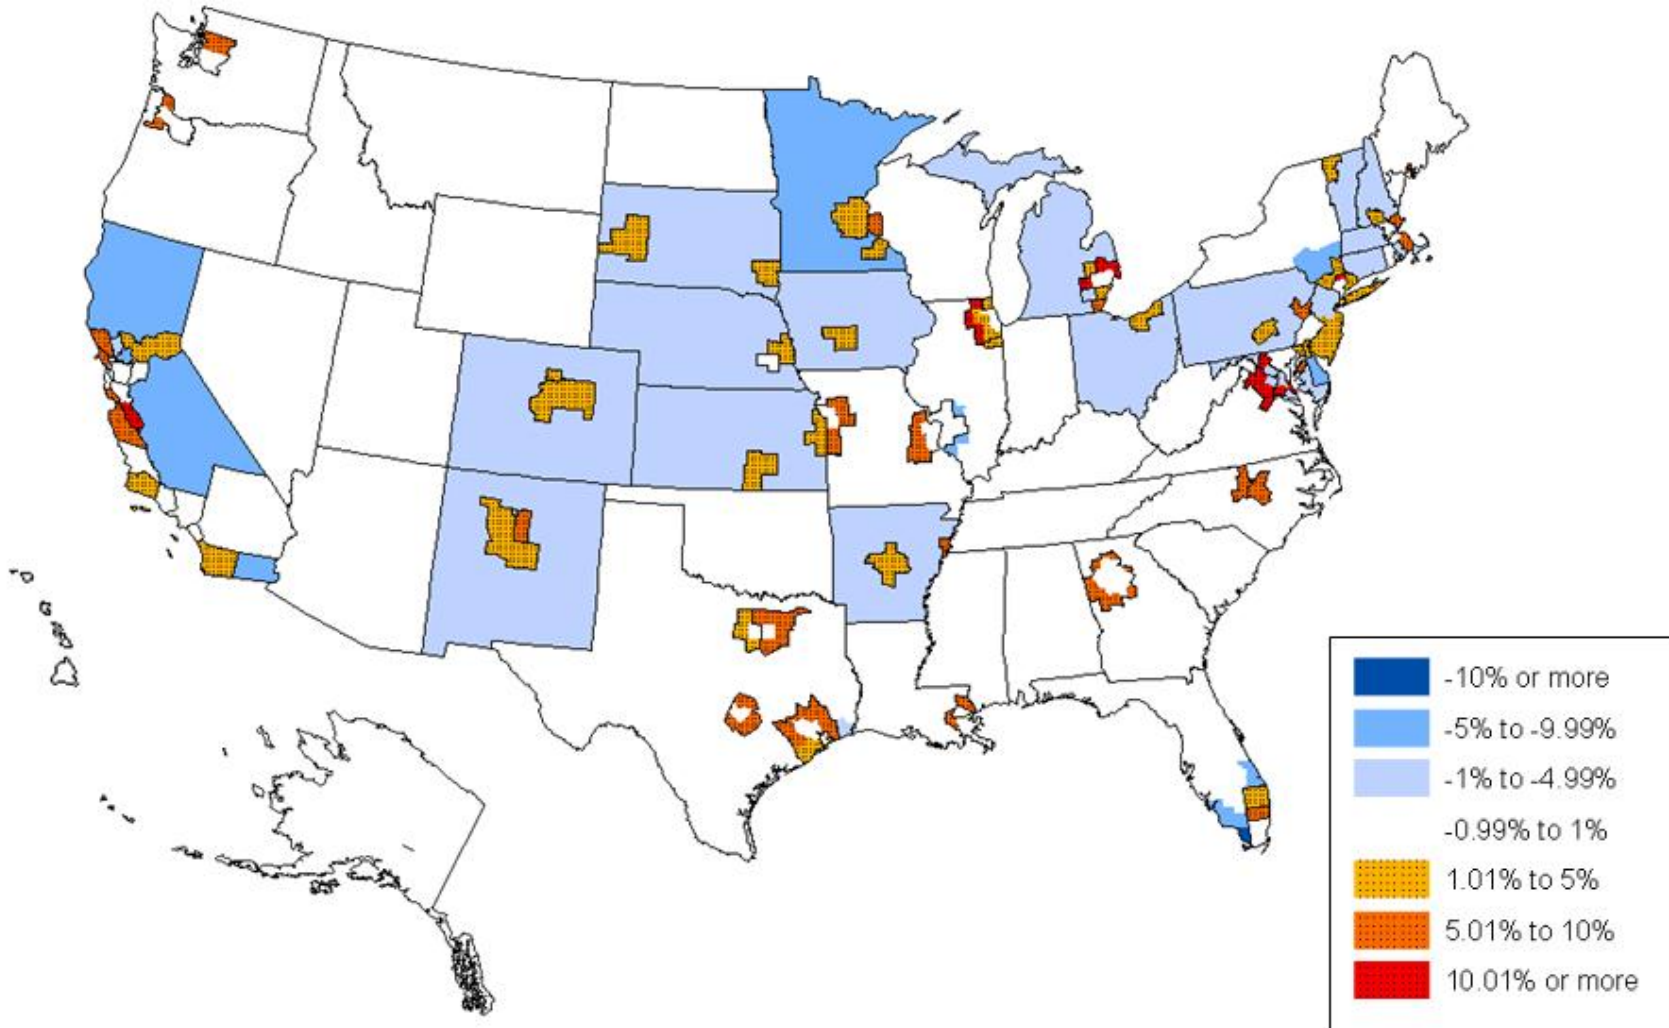 -10% or more
-5% to -9.99%
-1% to -4.99%
-0.99% to 1%
1.01% to 5%
5.01% to 10%
10.01% or more